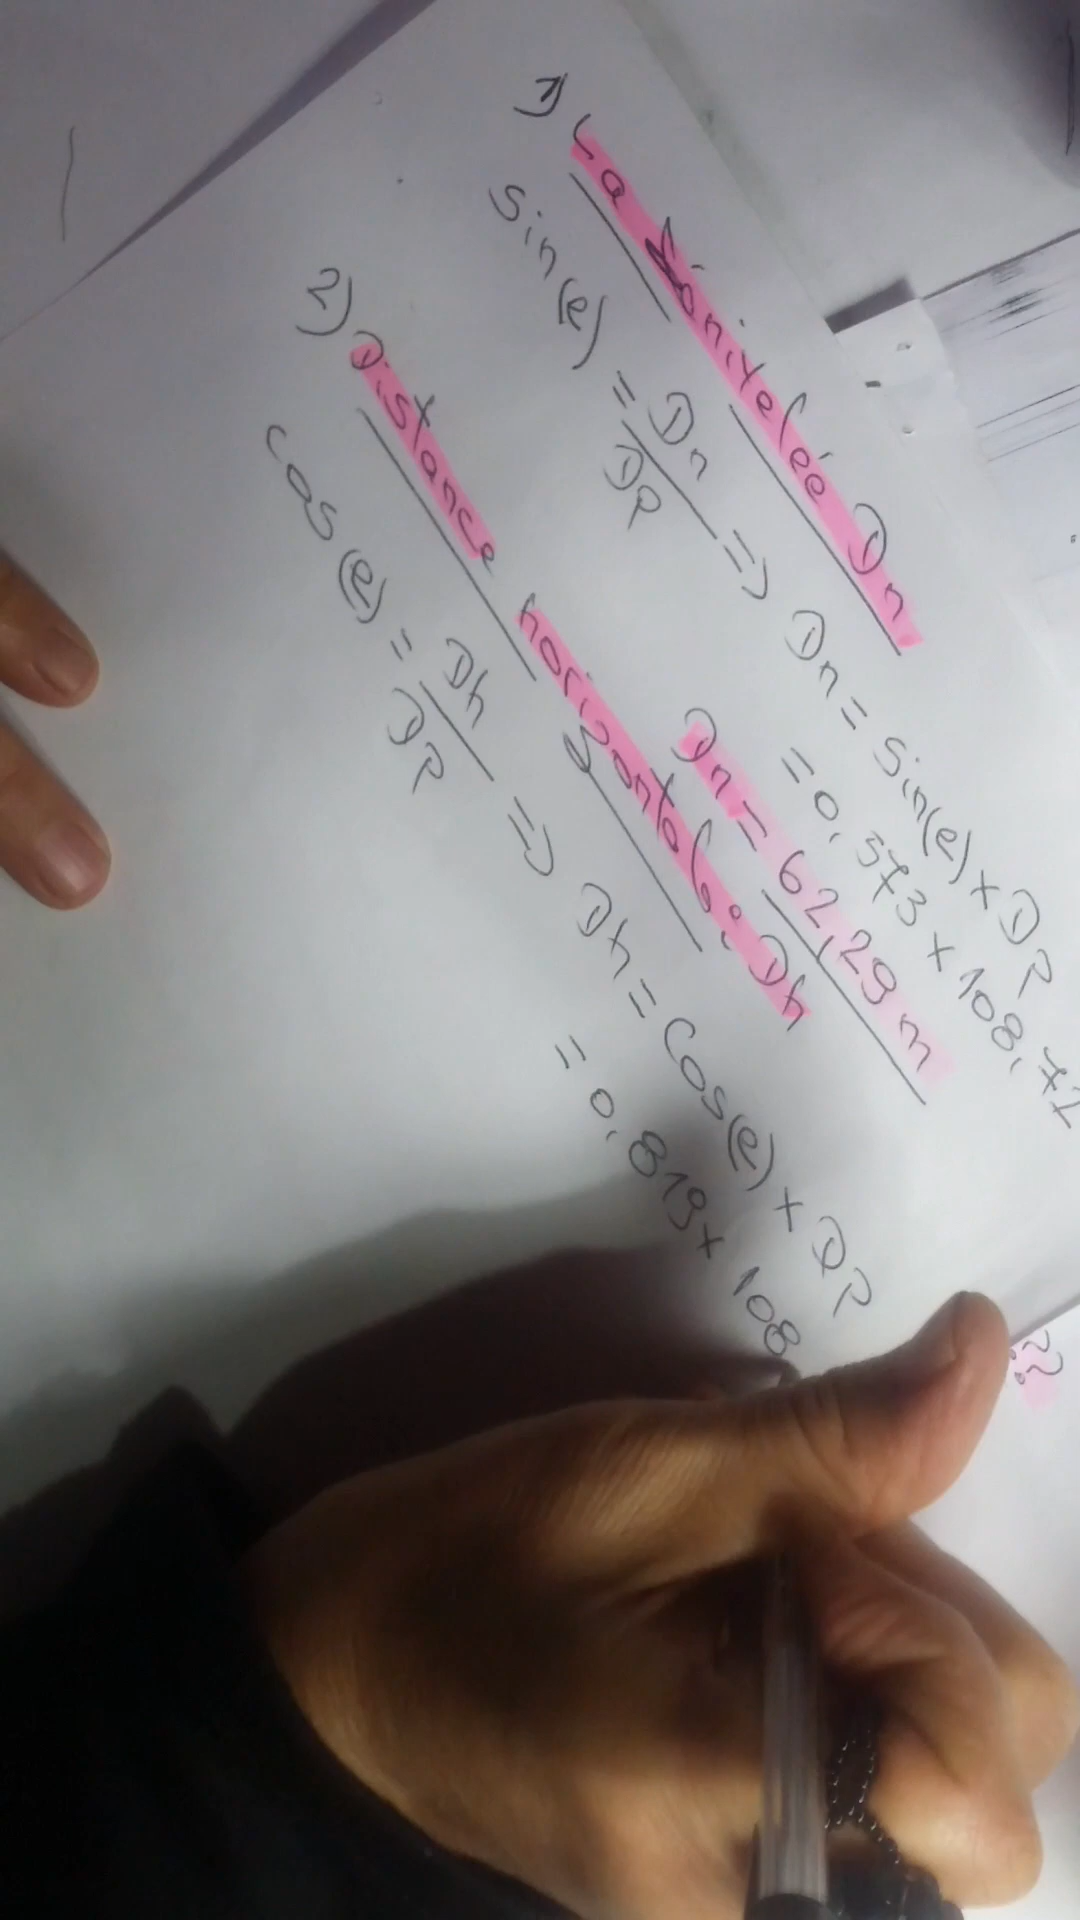 1) La dénivelée Dn
Sin(e) = Dn / DP => Dn = Sin(e) x DP
= 0,573 x 108,72
Dn = 62,29 m
2) Distance horizontale: Dh
Cos(e) = Dh / DP => Dh = Cos(e) x DP
= 0,819 x 108
??